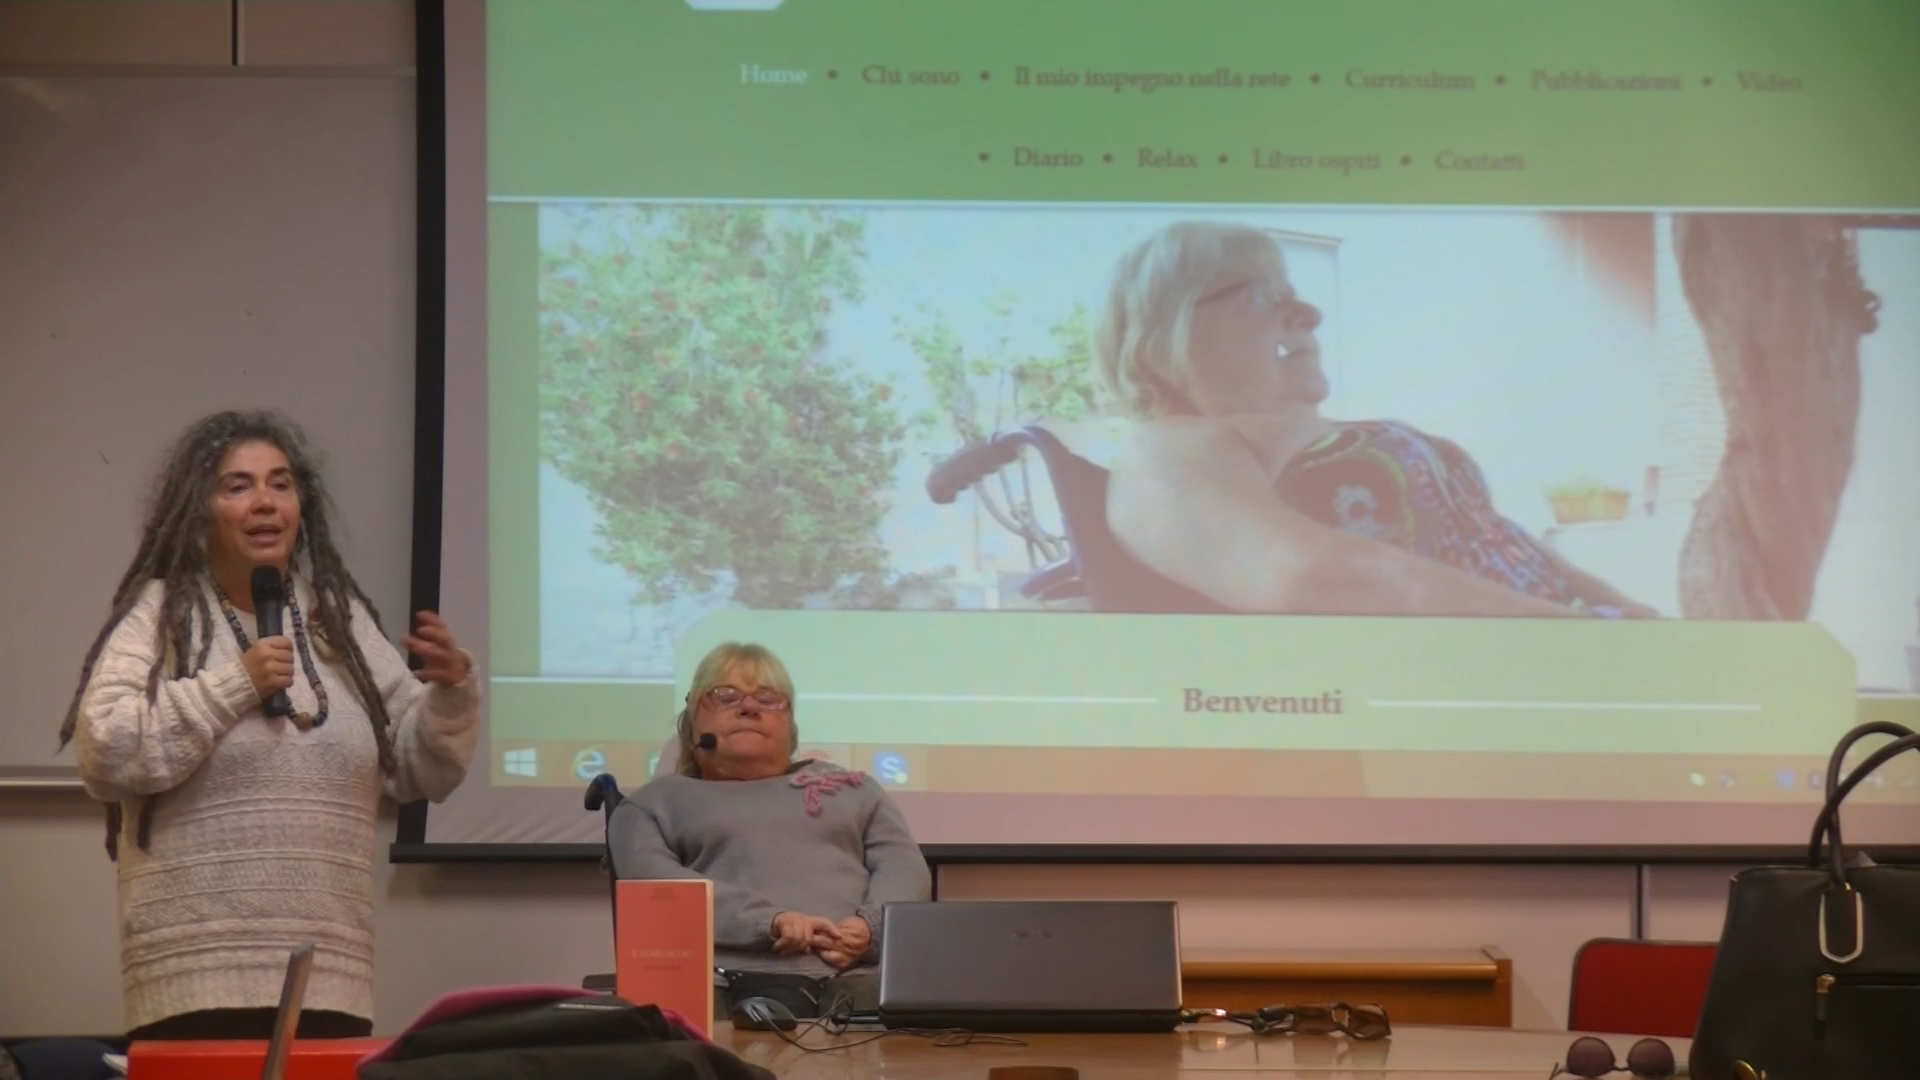 Home • Chi sono • Il mio impegno nella rete • Curriculum • Pubblicazioni • Video
• Diario • Relax • Libro ospiti • Contatti
Benvenuti